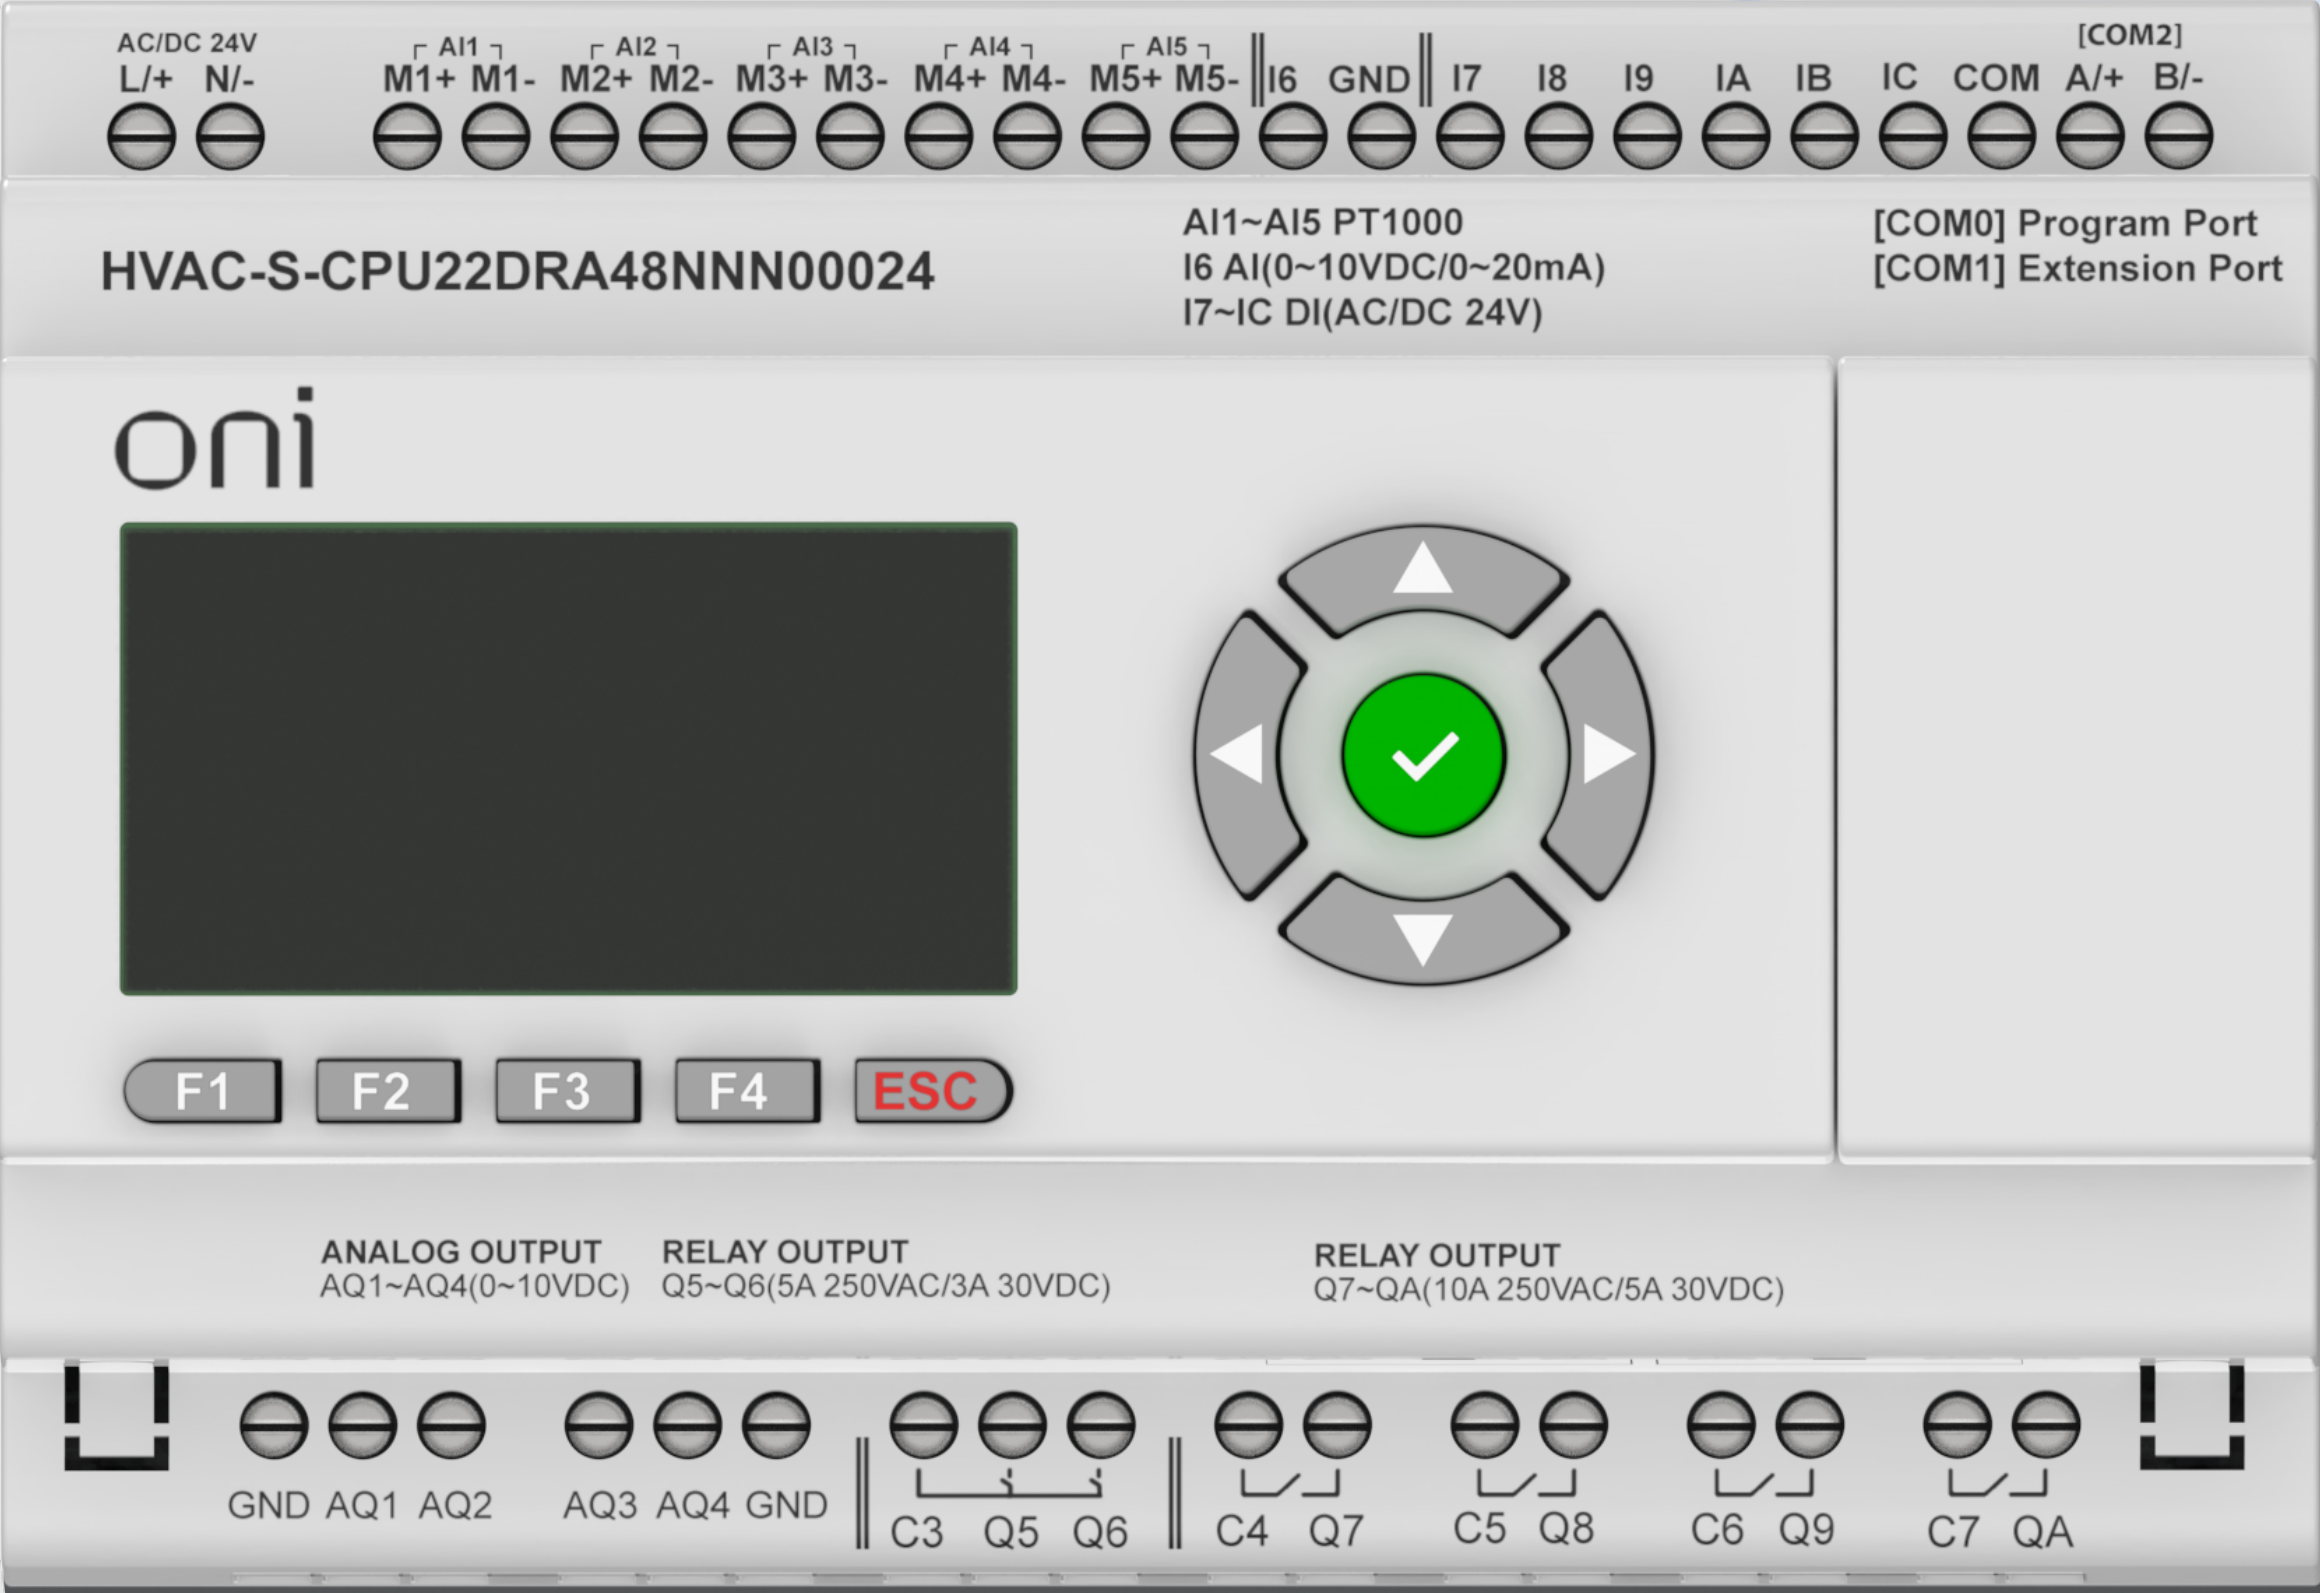 AC/DC 24V AI1 AI2 AI3 AI4 AI5 [COM2]
L/+ N/- M1+ M1- M2+ M2- M3+ M3- M4+ M4- M5+ M5- I6 GND I7 I8 I9 IA IB IC COM A/+ B/-
HVAC-S-CPU22DRA48NNN00024
AI1~AI5 PT1000
I6 AI(0~10VDC/0~20mA)
I7~IC DI(AC/DC 24V)
[COM0] Program Port
[COM1] Extension Port
oni
F1 F2 F3 F4 ESC
ANALOG OUTPUT
AQ1~AQ4(0~10VDC)
RELAY OUTPUT
Q5~Q6(5A 250VAC/3A 30VDC)
RELAY OUTPUT
Q7~QA(10A 250VAC/5A 30VDC)
GND AQ1 AQ2 AQ3 AQ4 GND
C3 Q5 Q6 C4 Q7 C5 Q8 C6 Q9 C7 QA